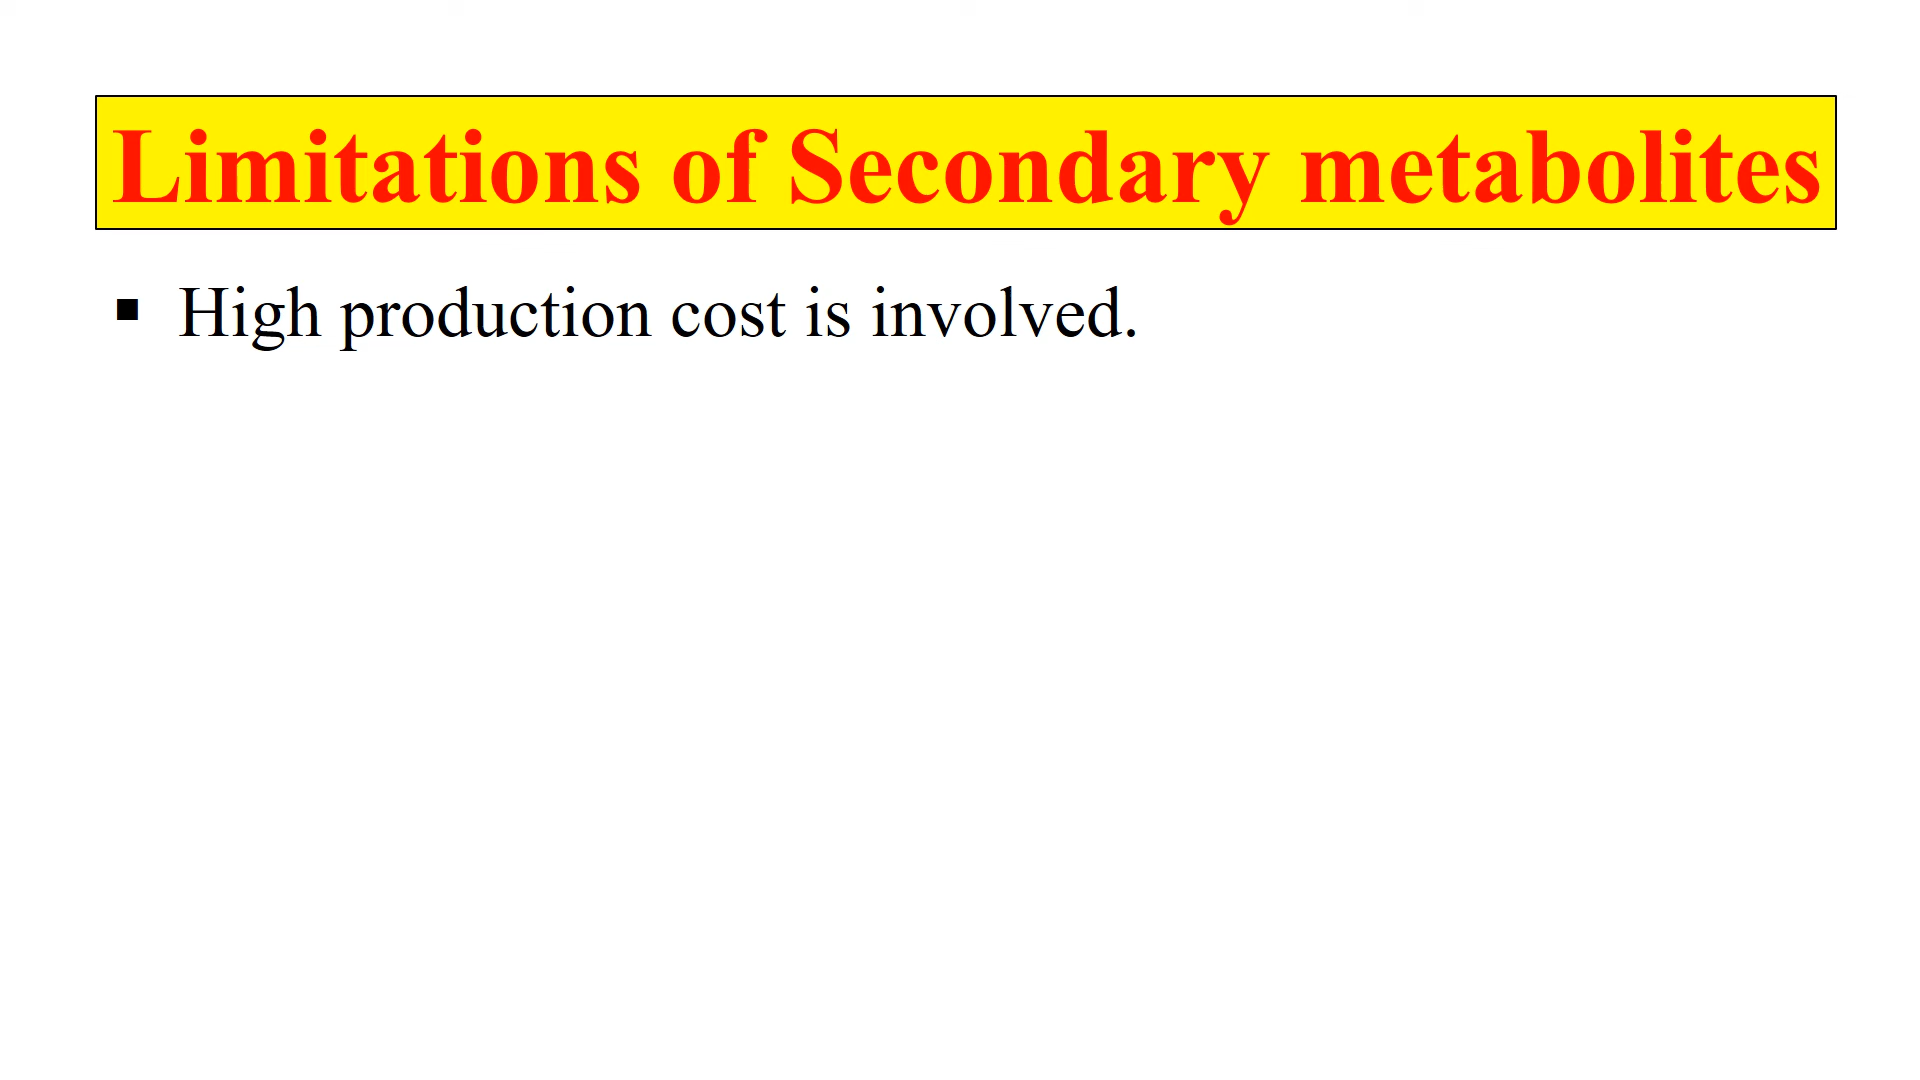 Limitations of Secondary metabolites
▪ High production cost is involved.